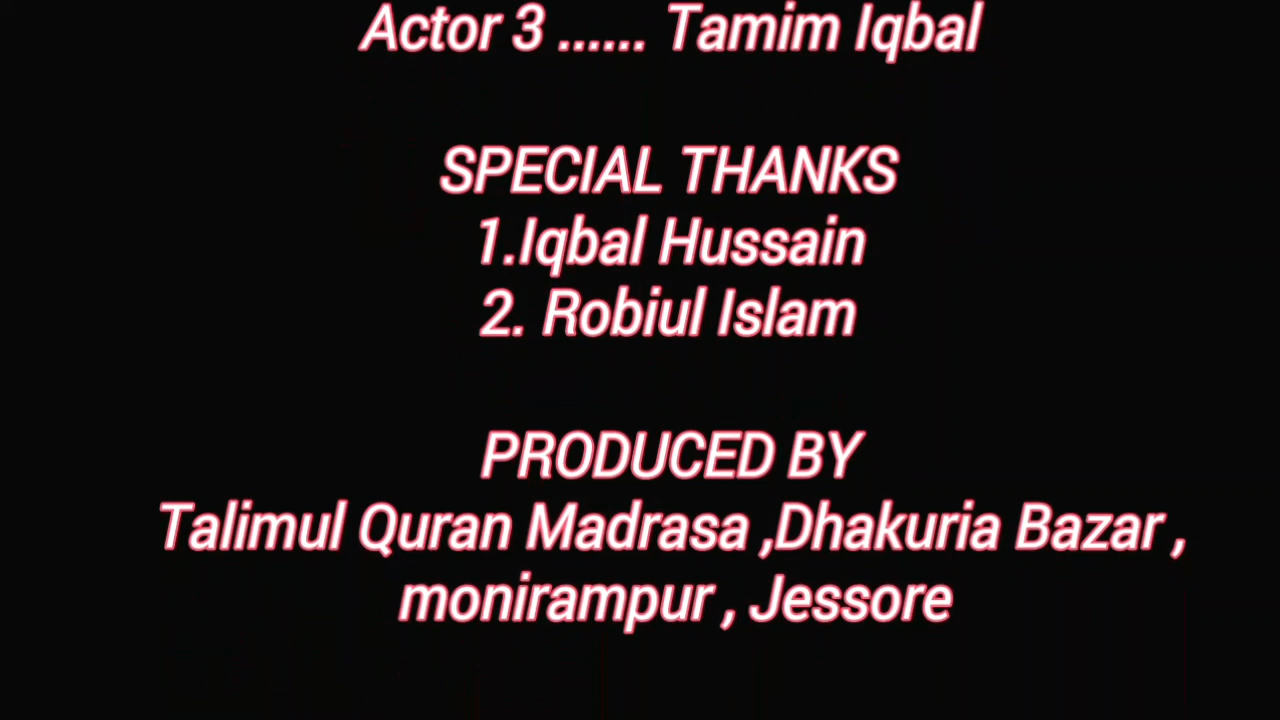 Actor 3 ...... Tamim Iqbal
SPECIAL THANKS
1.Iqbal Hussain
2. Robiul Islam
PRODUCED BY
Talimul Quran Madrasa ,Dhakuria Bazar ,
monirampur , Jessore